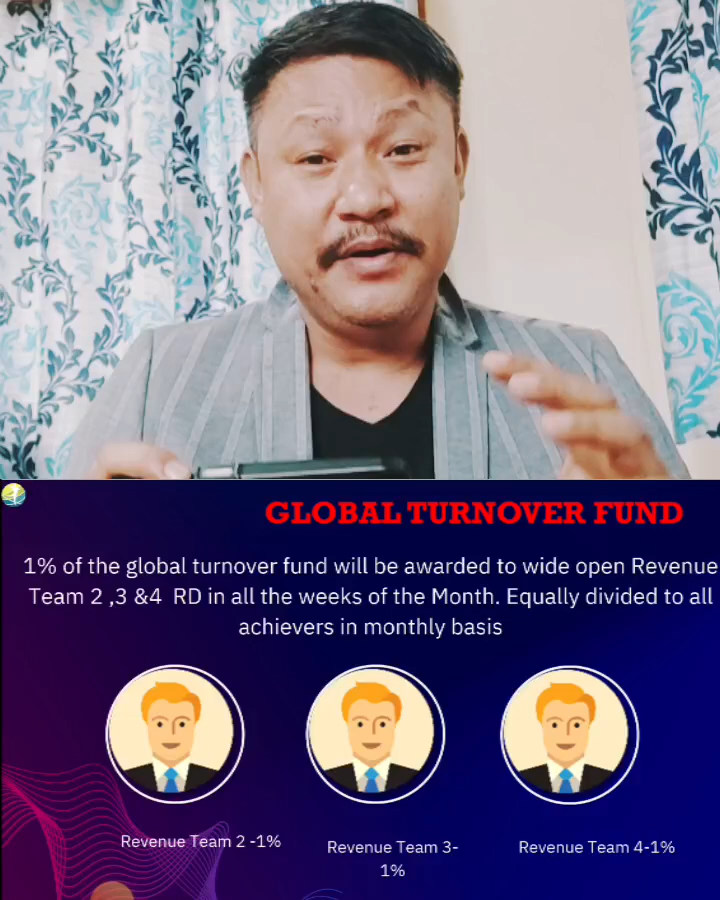 GLOBAL TURNOVER FUND
1% of the global turnover fund will be awarded to wide open Revenue
Team 2 ,3 &4 RD in all the weeks of the Month. Equally divided to all
achievers in monthly basis
Revenue Team 2 -1%
Revenue Team 3-
1%
Revenue Team 4-1%